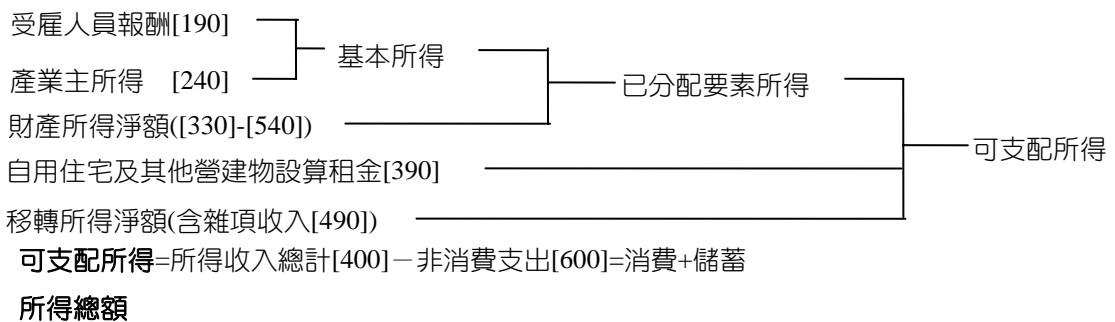 受雇人員報酬[190]
基本所得
產業主所得 [240]
已分配要素所得
財產所得淨額([330]-[540])
可支配所得
自用住宅及其他營建物設算租金[390]
移轉所得淨額(含雜項收入[490])
可支配所得=所得收入總計[400]－非消費支出[600]=消費+儲蓄
所得總額